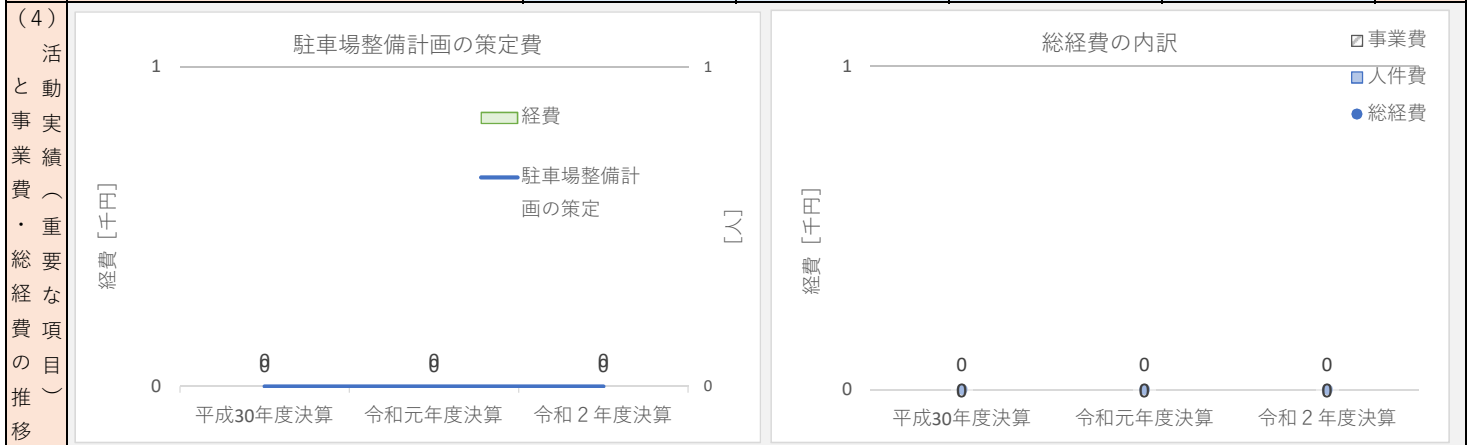 (4)活動実績(重要な項目)
と事業費・総経費の推移
駐車場整備計画の策定費
1
1
経費
駐車場整備計
画の策定
経費 [千円]
[人]
0 0 0
0 0 0
0
0
平成30年度決算 令和元年度決算 令和２年度決算
総経費の内訳
事業費
人件費
総経費
1
経費 [千円]
0 0 0
0 0 0 0
平成30年度決算 令和元年度決算 令和２年度決算